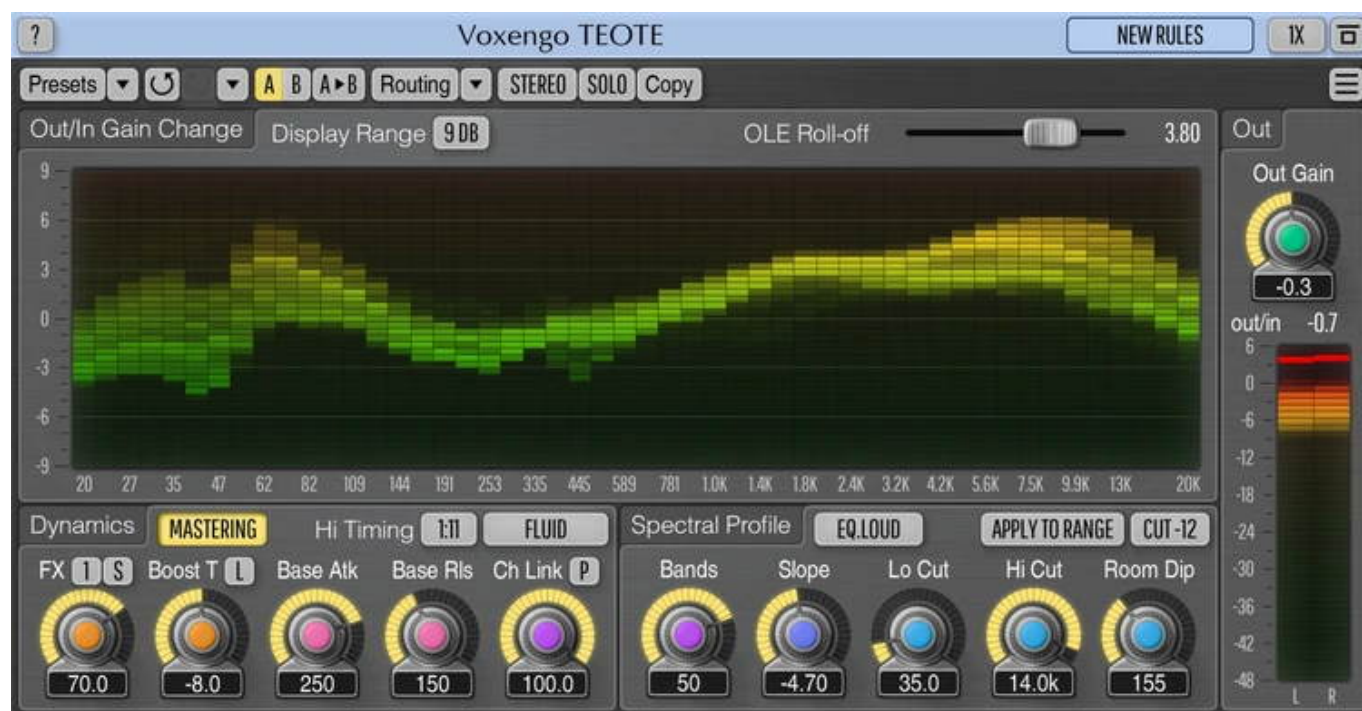 ? Voxengo TEOTE NEW RULES 1X
Presets A B A▸B Routing STEREO SOLO Copy
Out/In Gain Change Display Range 9 DB OLE Roll-off 3.80 Out
Out Gain
-0.3
out/in -0.7
9
6
3
0
-3
-6
-9
20 27 35 47 62 82 109 144 191 253 335 445 589 781 1.0K 1.4K 1.8K 2.4K 3.2K 4.2K 5.6K 7.5K 9.9K 13K 20K
6
0
-6
-12
-18
-24
-30
-36
-42
-48
L R
Dynamics MASTERING Hi Timing 1:11 FLUID Spectral Profile EQ.LOUD APPLY TO RANGE CUT -12
FX 1 S Boost T L Base Atk Base Rls Ch Link P Bands Slope Lo Cut Hi Cut Room Dip
70.0 -8.0 250 150 100.0 50 -4.70 35.0 14.0k 155